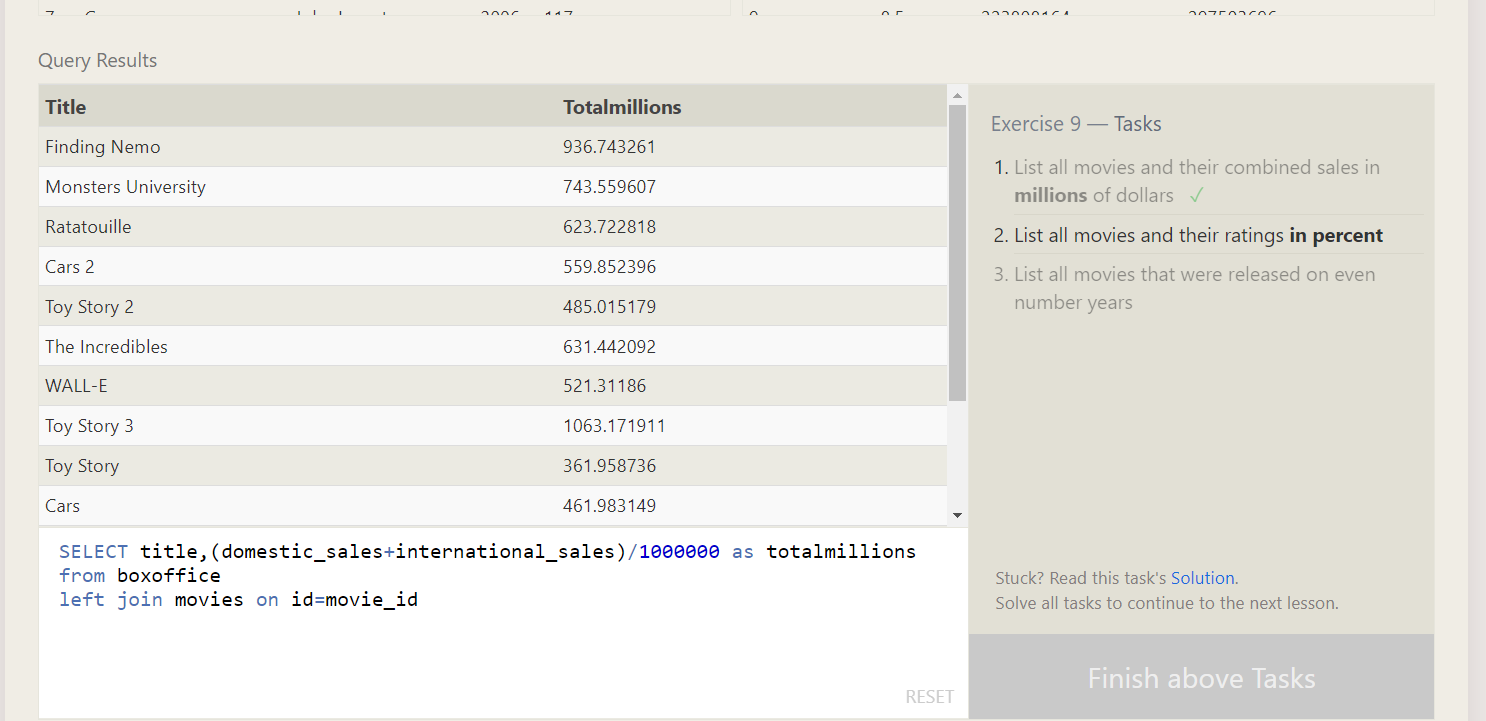 Query Results
Title Totalmillions
Finding Nemo 936.743261
Monsters University 743.559607
Ratatouille 623.722818
Cars 2 559.852396
Toy Story 2 485.015179
The Incredibles 631.442092
WALL-E 521.31186
Toy Story 3 1063.171911
Toy Story 361.958736
Cars 461.983149
SELECT title,(domestic_sales+international_sales)/1000000 as totalmillions
from boxoffice
left join movies on id=movie_id
RESET
Exercise 9 — Tasks
1. List all movies and their combined sales in
millions of dollars ✓
2. List all movies and their ratings in percent
3. List all movies that were released on even
number years
Stuck? Read this task's Solution.
Solve all tasks to continue to the next lesson.
Finish above Tasks